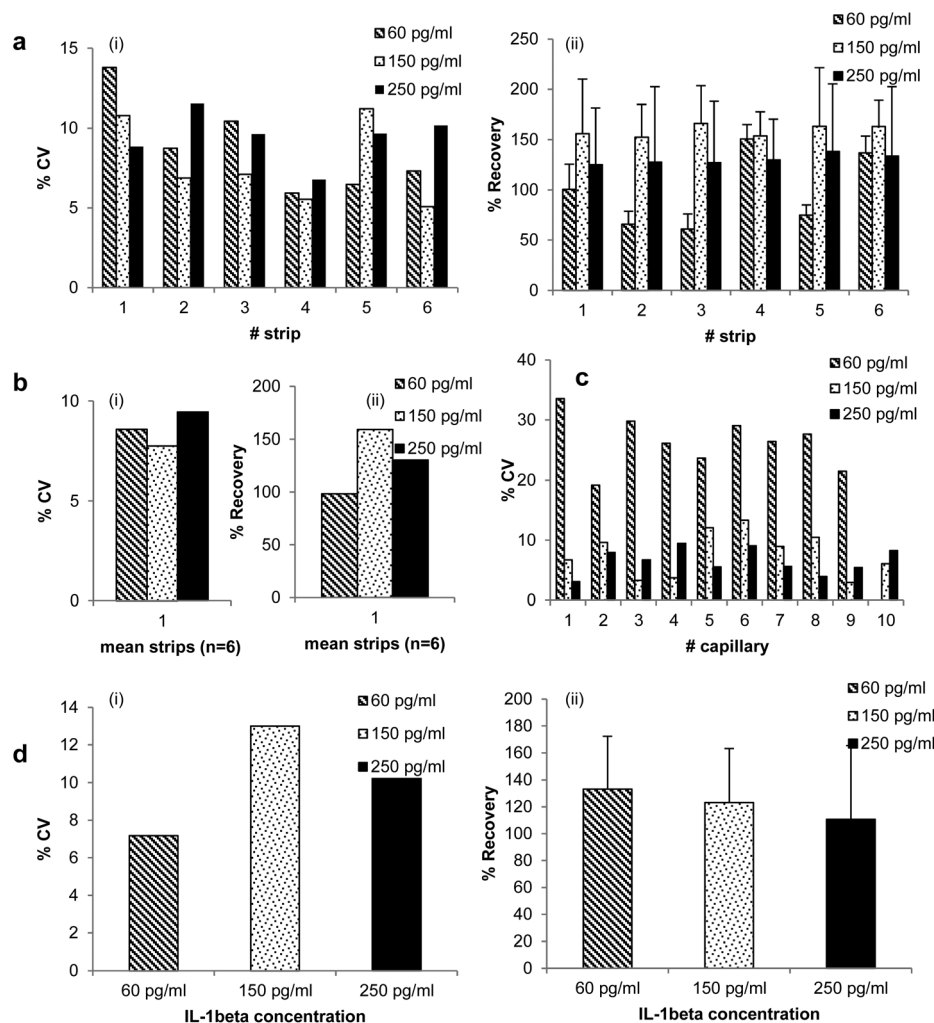 a
(i)
60 pg/ml
150 pg/ml
250 pg/ml
15
10
5
0
% CV
1 2 3 4 5 6
# strip
(ii)
60 pg/ml
150 pg/ml
250 pg/ml
250
200
150
100
50
0
% Recovery
1 2 3 4 5 6
# strip
b
(i)
10
5
0
% CV
1
mean strips (n=6)
(ii)
60 pg/ml
150 pg/ml
250 pg/ml
200
150
100
50
0
% Recovery
1
mean strips (n=6)
c
60 pg/ml
150 pg/ml
250 pg/ml
40
30
20
10
0
% CV
1 2 3 4 5 6 7 8 9 10
# capillary
d
(i)
60 pg/ml
150 pg/ml
250 pg/ml
14
12
10
8
6
4
2
0
% CV
60 pg/ml 150 pg/ml 250 pg/ml
IL-1beta concentration
(ii)
60 pg/ml
150 pg/ml
250 pg/ml
200
180
160
140
120
100
80
60
40
20
0
% Recovery
60 pg/ml 150 pg/ml 250 pg/ml
IL-1beta concentration